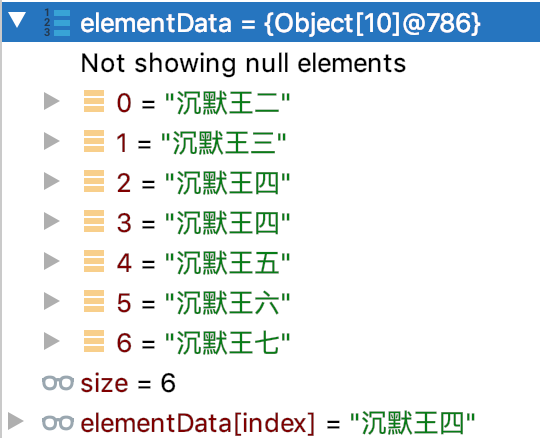 elementData = {Object[10]@786}
Not showing null elements
0 = "沉默王二"
1 = "沉默王三"
2 = "沉默王四"
3 = "沉默王四"
4 = "沉默王五"
5 = "沉默王六"
6 = "沉默王七"
size = 6
elementData[index] = "沉默王四"